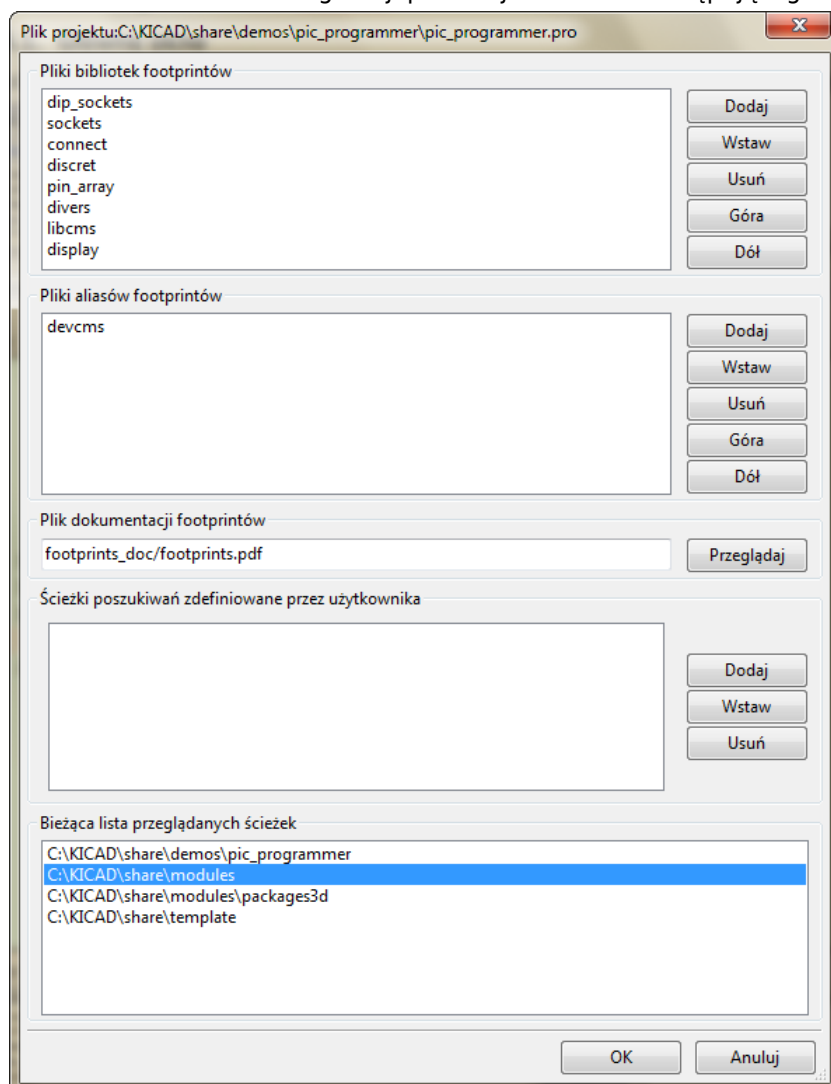 Plik projektu:C:\KICAD\share\demos\pic_programmer\pic_programmer.pro
Pliki bibliotek footprintów
dip_sockets
sockets
connect
discret
pin_array
divers
libcms
display
Dodaj
Wstaw
Usuń
Góra
Dół
Pliki aliasów footprintów
devcms
Dodaj
Wstaw
Usuń
Góra
Dół
Plik dokumentacji footprintów
footprints_doc/footprints.pdf
Przeglądaj
Ścieżki poszukiwań zdefiniowane przez użytkownika
Dodaj
Wstaw
Usuń
Bieżąca lista przeglądanych ścieżek
C:\KICAD\share\demos\pic_programmer
C:\KICAD\share\modules
C:\KICAD\share\modules\packages3d
C:\KICAD\share\template
OK
Anuluj